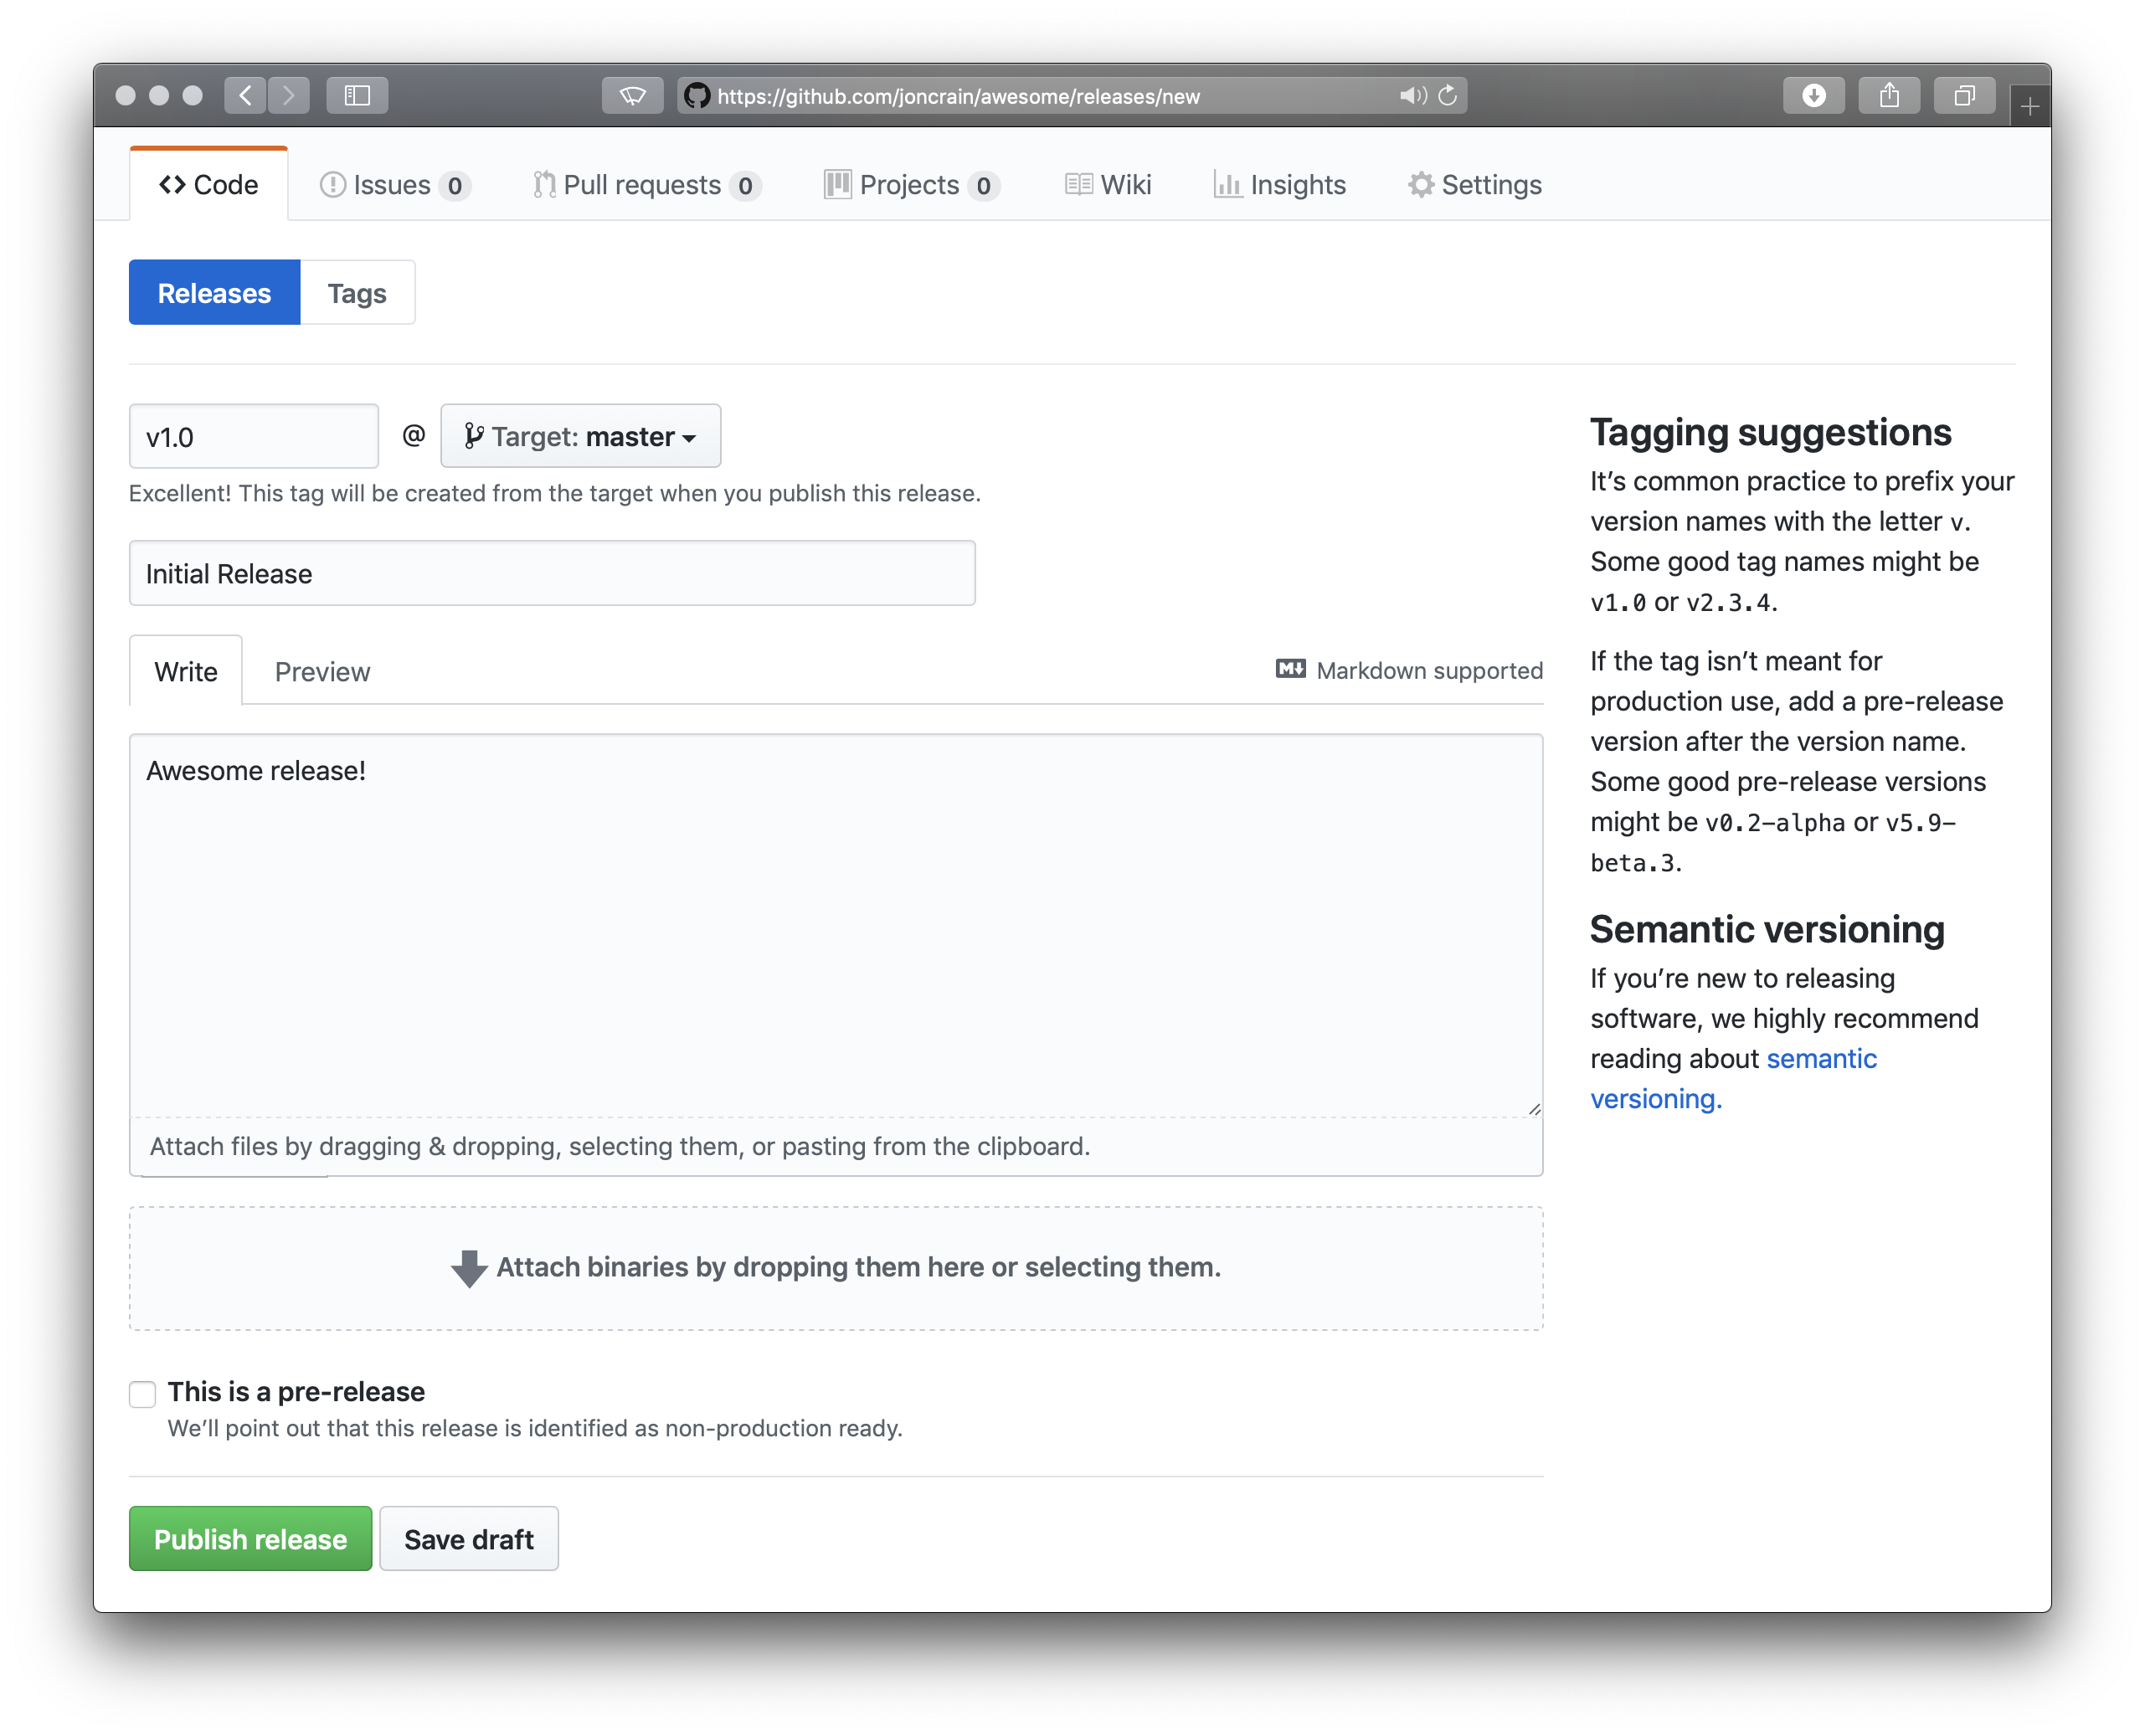 https://github.com/joncrain/awesome/releases/new
Code
Issues 0
Pull requests 0
Projects 0
Wiki
Insights
Settings
Releases
Tags
v1.0
@
Target: master
Excellent! This tag will be created from the target when you publish this release.
Initial Release
Write
Preview
Markdown supported
Awesome release!
Attach files by dragging & dropping, selecting them, or pasting from the clipboard.
Attach binaries by dropping them here or selecting them.
This is a pre-release
We’ll point out that this release is identified as non-production ready.
Publish release
Save draft
Tagging suggestions
It’s common practice to prefix your
version names with the letter v.
Some good tag names might be
v1.0 or v2.3.4.
If the tag isn’t meant for
production use, add a pre-release
version after the version name.
Some good pre-release versions
might be v0.2-alpha or v5.9-
beta.3.
Semantic versioning
If you’re new to releasing
software, we highly recommend
reading about semantic
versioning.